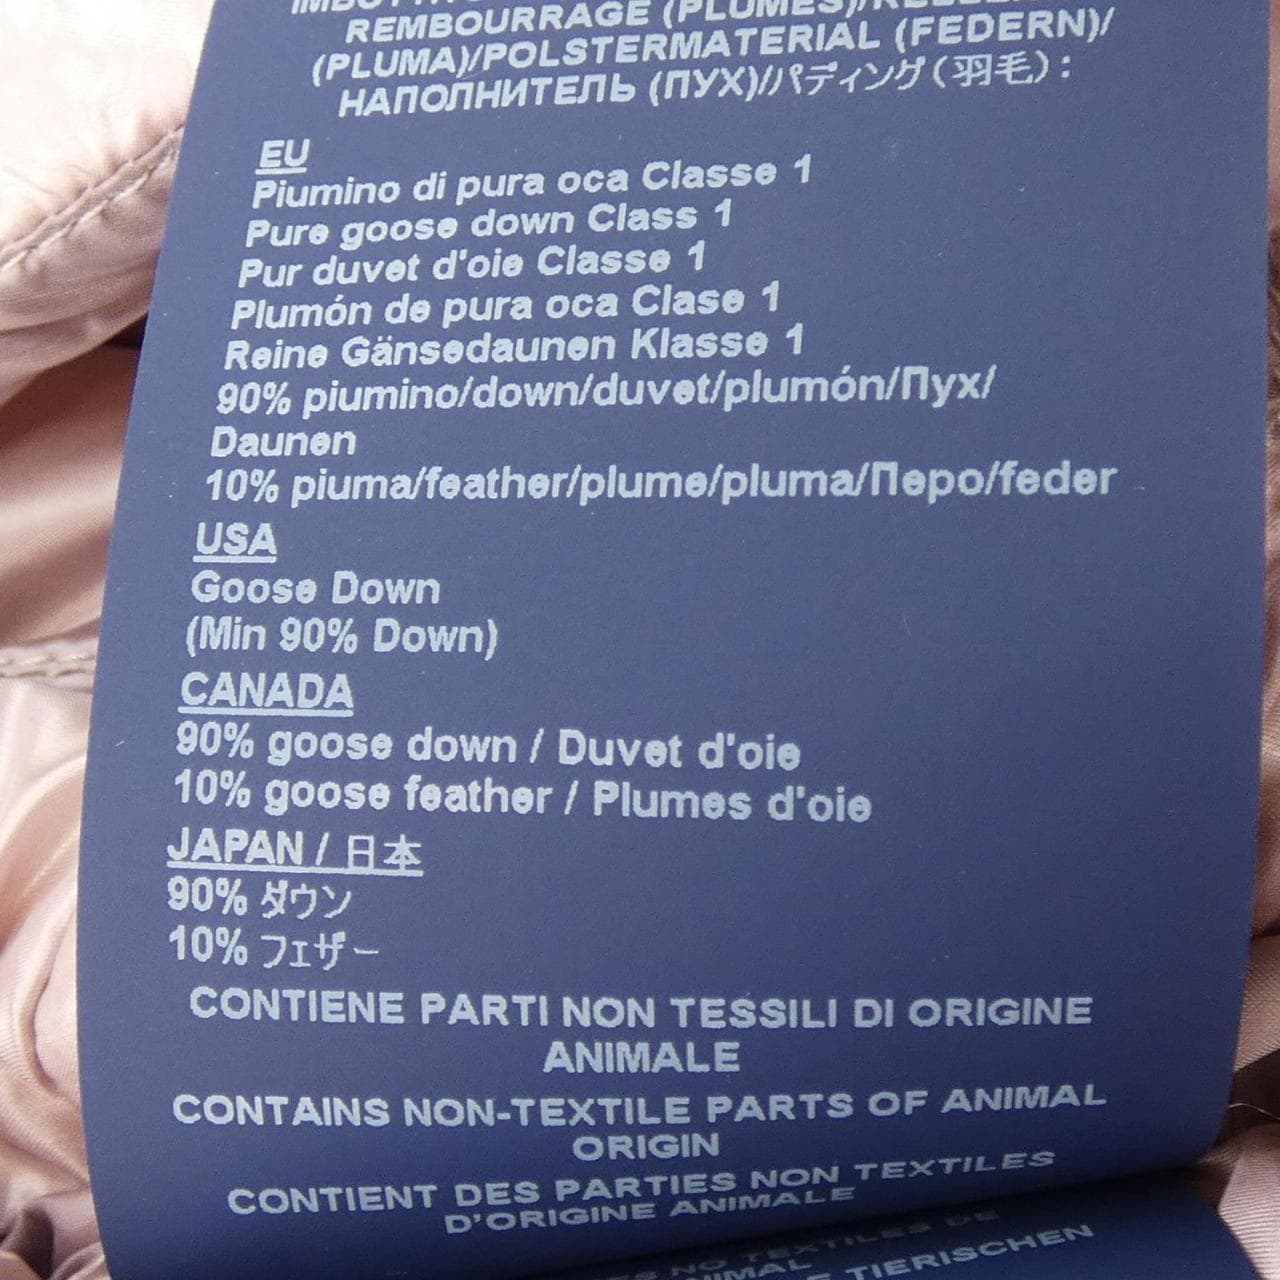 REMBOURRAGE (PLUMES)/
(PLUMA)/POLSTERMATERIAL (FEDERN)/
НАПОЛНИТЕЛЬ (ПУХ)//パディング(羽毛):
EU
Piumino di pura oca Classe 1
Pure goose down Class 1
Pur duvet d'oie Classe 1
Plumón de pura oca Clase 1
Reine Gänsedaunen Klasse 1
90% piumino/down/duvet/plumón/Пух/
Daunen
10% piuma/feather/plume/pluma/Перо/feder
USA
Goose Down
(Min 90% Down)
CANADA
90% goose down / Duvet d'oie
10% goose feather / Plumes d'oie
JAPAN / 日本
90% ダウン
10% フェザー
CONTIENE PARTI NON TESSILI DI ORIGINE
ANIMALE
CONTAINS NON-TEXTILE PARTS OF ANIMAL
ORIGIN
CONTIENT DES PARTIES NON TEXTILES
D'ORIGINE ANIMALE
NO TEXTILES DE
TIERISCHEN